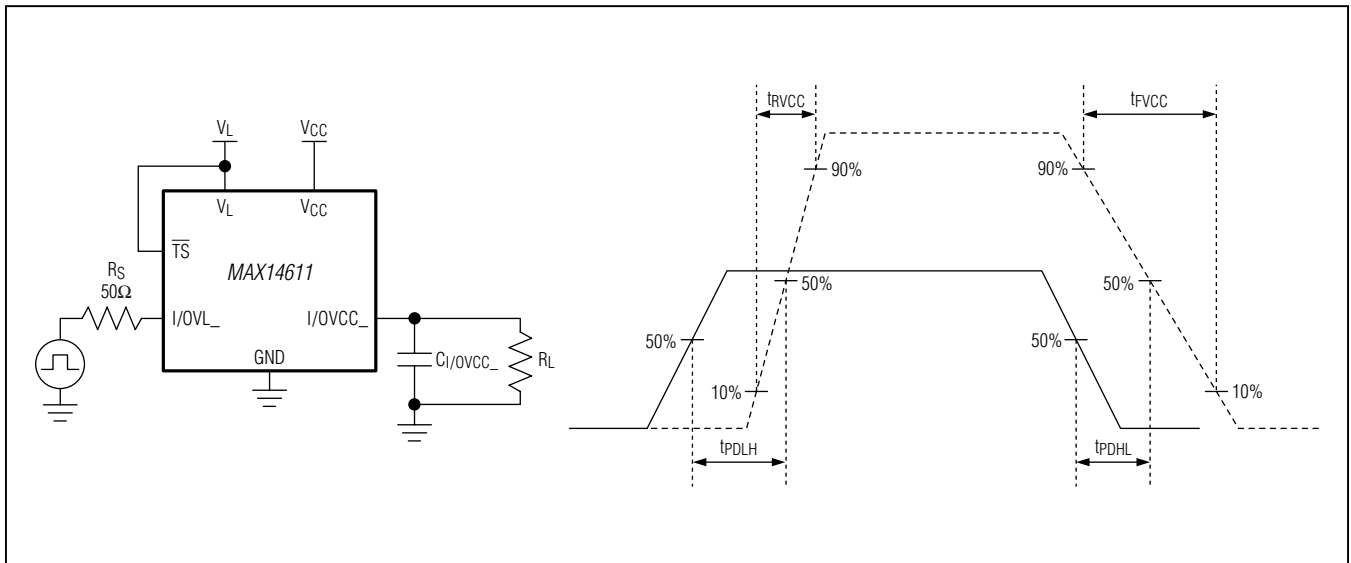 VL
VCC
VL
VCC
TS
MAX14611
RS
50Ω
I/OVL_
I/OVCC_
GND
CI/OVCC_
RL
tRVCC
tFVCC
90%
90%
50%
50%
50%
50%
10%
10%
tPDLH
tPDHL